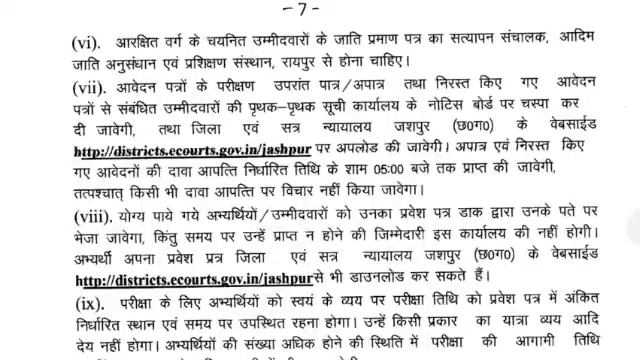 -7-
(vi). आरक्षित वर्ग के चयनित उम्मीदवारों के जाति प्रमाण पत्र का सत्यापन संचालक, आदिम
जाति अनुसंधान एवं प्रशिक्षण संस्थान, रायपुर से होना चाहिए।
(vii). आवेदन पत्रों के परीक्षण उपरांत पात्र/अपात्र तथा निरस्त किए गए आवेदन
पत्रों से संबंधित उम्मीदवारों की पृथक-पृथक सूची कार्यालय के नोटिस बोर्ड पर चस्पा कर
दी जावेगी, तथा जिला एवं सत्र न्यायालय जशपुर (छ0ग0) के वेबसाईड
http://districts.ecourts.gov.in/jashpur पर अपलोड की जावेगी। अपात्र एवं निरस्त किए
गए आवेदनों की दावा आपत्ति निर्धारित तिथि के शाम 05:00 बजे तक प्राप्त की जावेगी,
तत्पश्चात् किसी भी दावा आपत्ति पर विचार नहीं किया जावेगा।
(viii). योग्य पाये गये अभ्यर्थियों/उम्मीदवारों को उनका प्रवेश पत्र डाक द्वारा उनके पते पर
भेजा जावेगा, किंतु समय पर उन्हें प्राप्त न होने की जिम्मेदारी इस कार्यालय की नहीं होगी।
अभ्यर्थी अपना प्रवेश प्रत्र जिला एवं सत्र न्यायालय जशपुर (छ0ग0) के वेबसाईड
http://districts.ecourts.gov.in/jashpur से भी डाउनलोड कर सकते हैं।
(ix). परीक्षा के लिए अभ्यर्थियों को स्वयं के व्यय पर परीक्षा तिथि को प्रवेश पत्र में अंकित
निर्धारित स्थान एवं समय पर उपस्थित रहना होगा। उन्हें किसी प्रकार का यात्रा व्यय आदि
देय नहीं होगा। अभ्यर्थियों की संख्या अधिक होने की स्थिति में परीक्षा की आगामी तिथि